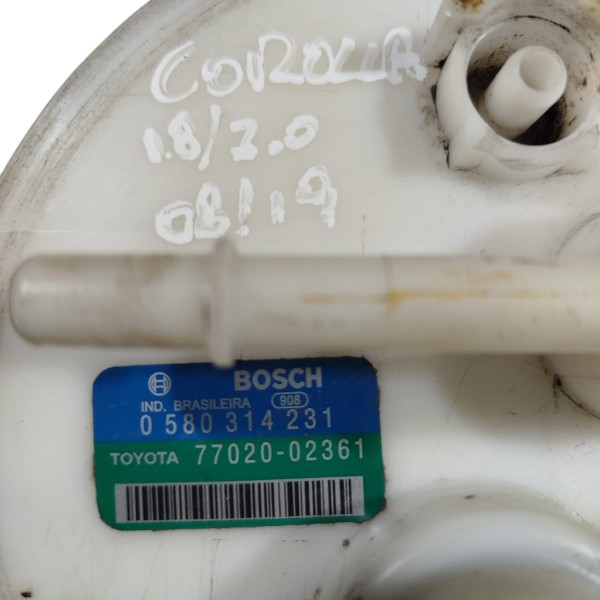 COROLLA
1.8/2.0
08/19
BOSCH
IND. BRASILEIRA 908
0 580 314 231
TOYOTA 77020-02361